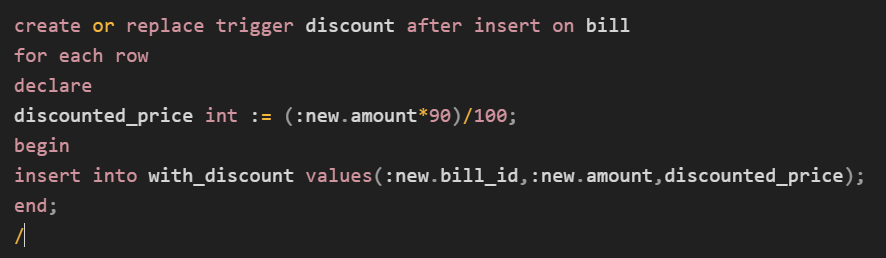 create or replace trigger discount after insert on bill
for each row
declare
discounted_price int := (:new.amount*90)/100;
begin
insert into with_discount values(:new.bill_id,:new.amount,discounted_price);
end;
/